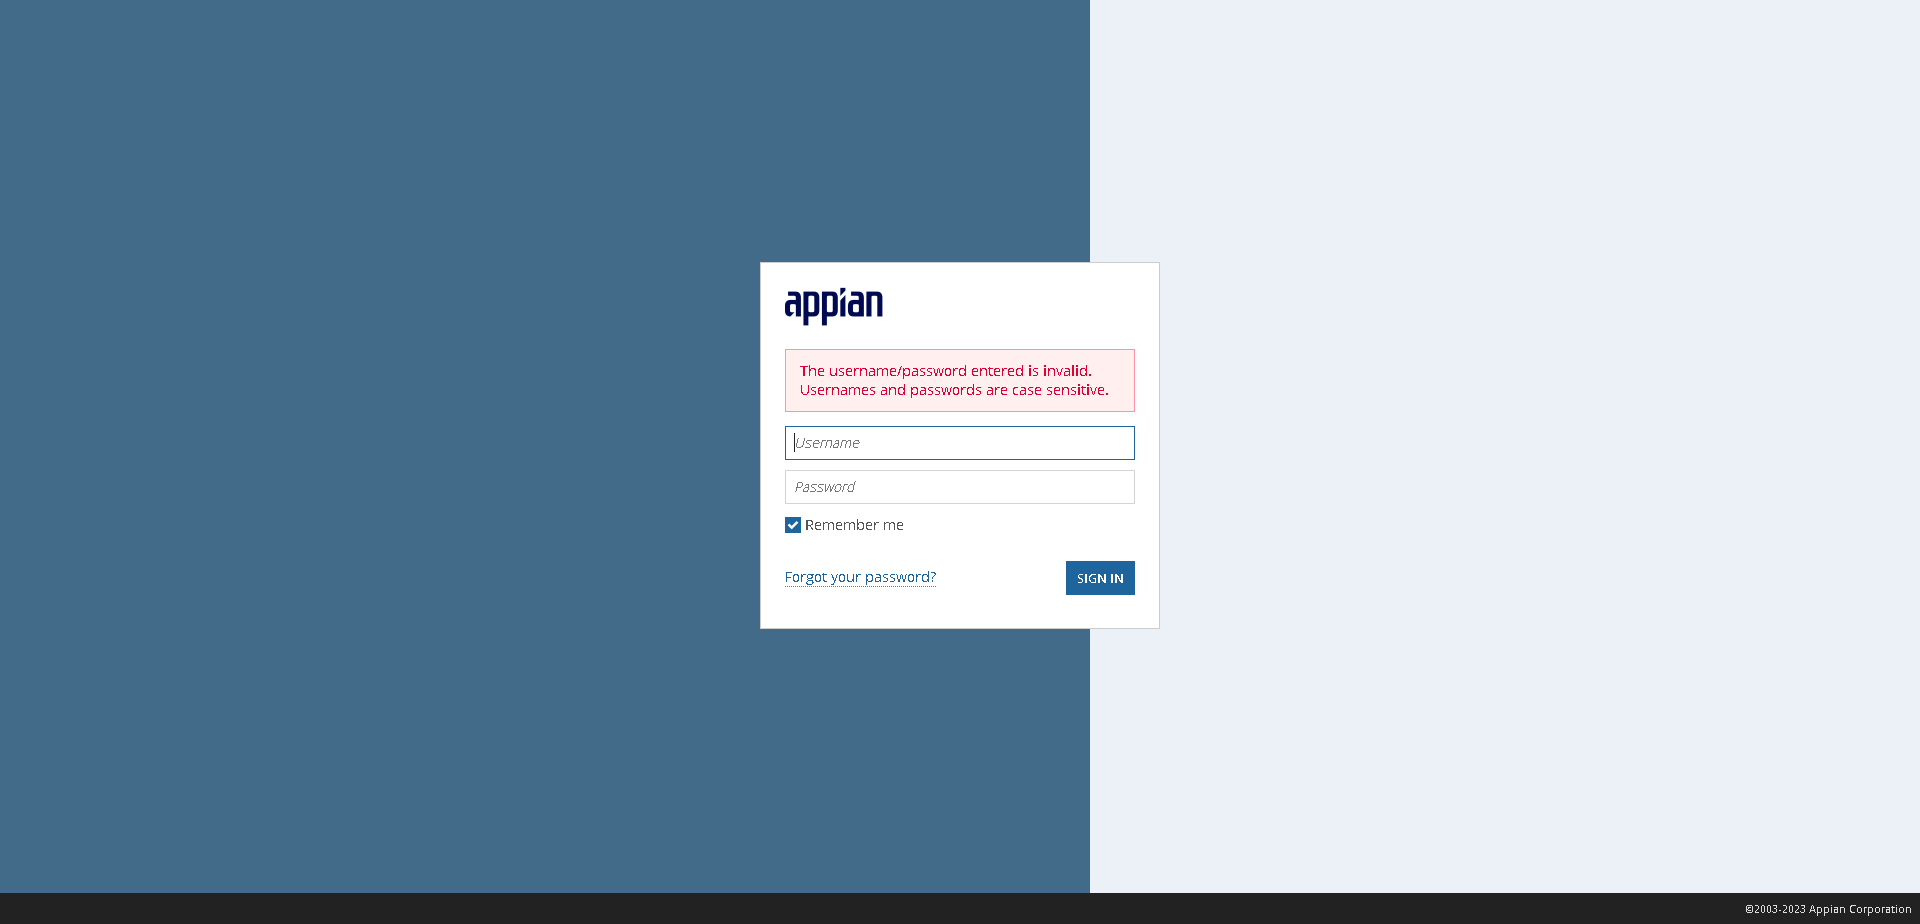 appian
The username/password entered is invalid.
Usernames and passwords are case sensitive.
Username
Password
Remember me
Forgot your password?
SIGN IN
©2003-2023 Appian Corporation